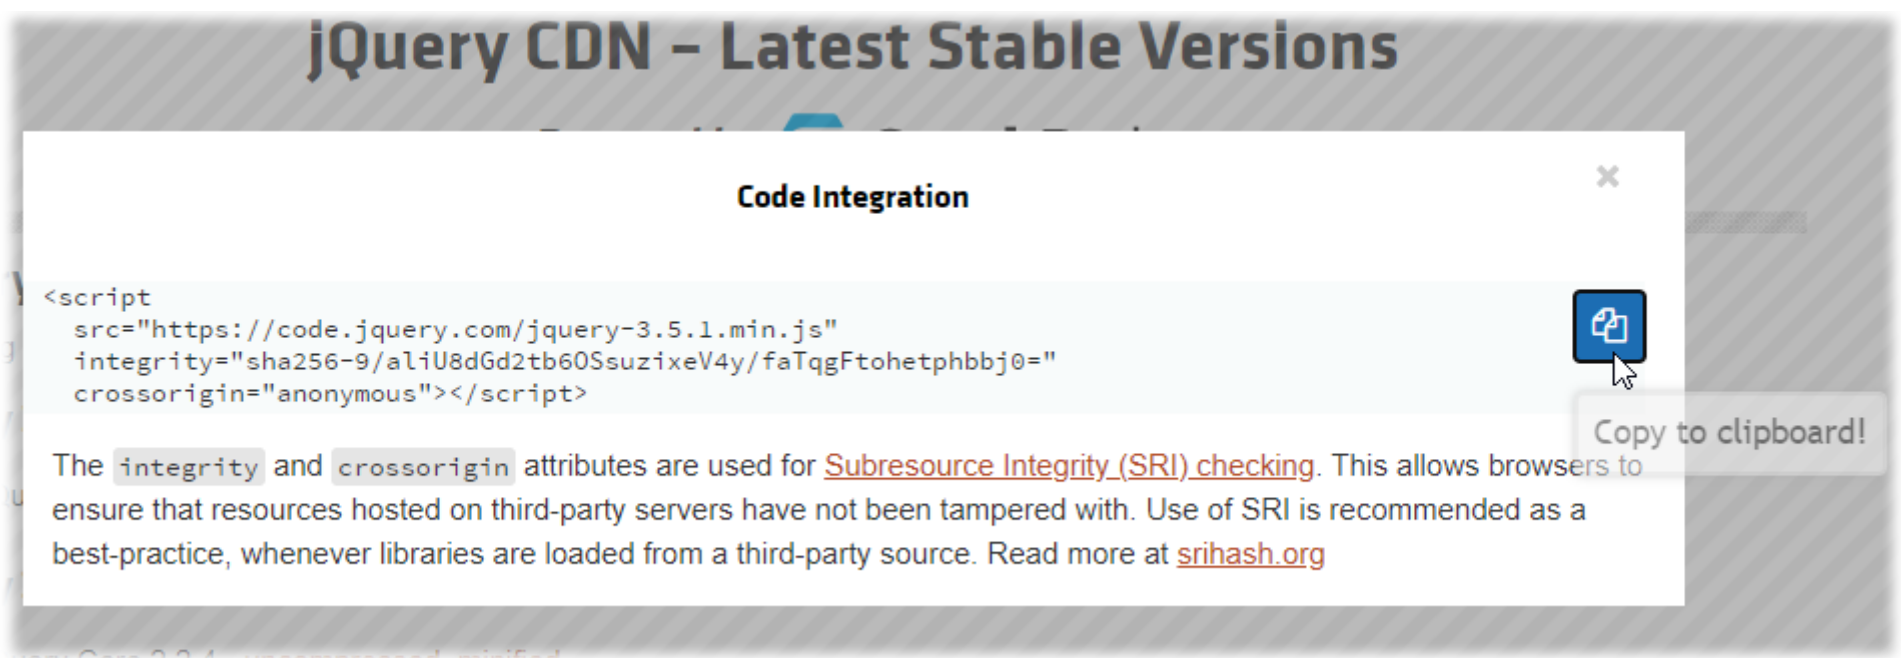 jQuery CDN – Latest Stable Versions
Code Integration
×
<script
src="https://code.jquery.com/jquery-3.5.1.min.js"
integrity="sha256-9/aliU8dGd2tb6OSsuzixeV4y/faTqgFtohetphbbj0="
crossorigin="anonymous"></script>
Copy to clipboard!
The integrity and crossorigin attributes are used for Subresource Integrity (SRI) checking. This allows browsers to
ensure that resources hosted on third-party servers have not been tampered with. Use of SRI is recommended as a
best-practice, whenever libraries are loaded from a third-party source. Read more at srihash.org